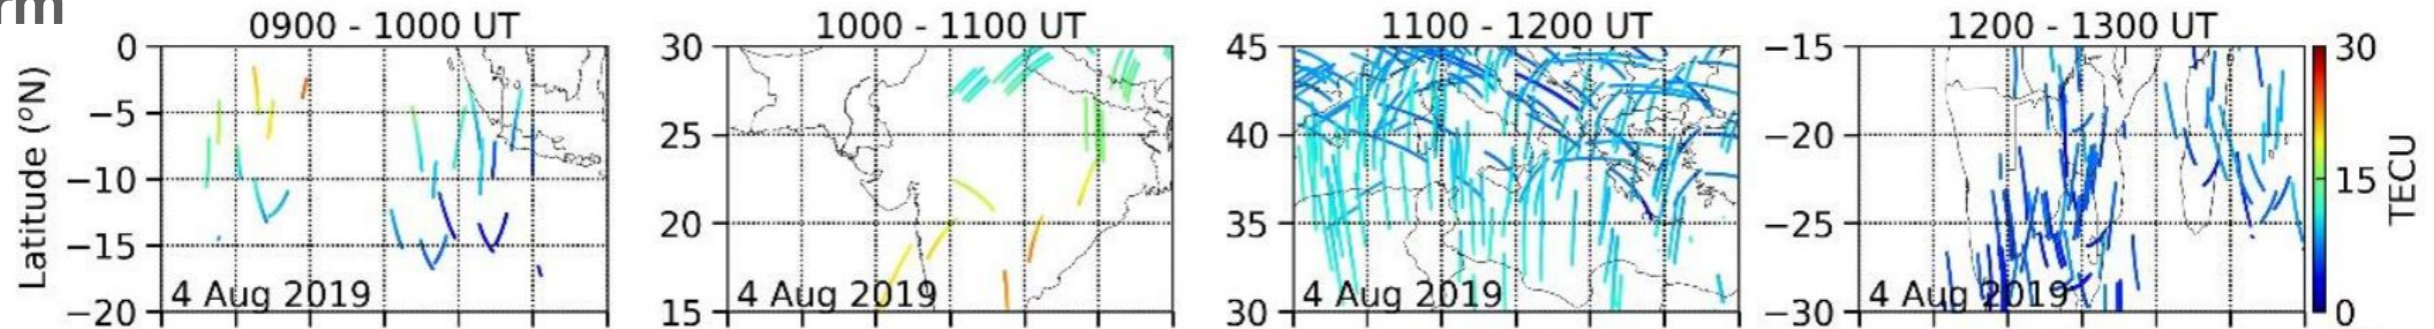 rm
0900 - 1000 UT
1000 - 1100 UT
1100 - 1200 UT
1200 - 1300 UT
Latitude (°N)
0
−5
−10
−15
−20
4 Aug 2019
30
25
20
15
4 Aug 2019
45
40
35
30
4 Aug 2019
−15
−20
−25
−30
4 Aug 2019
30
15
0
TECU